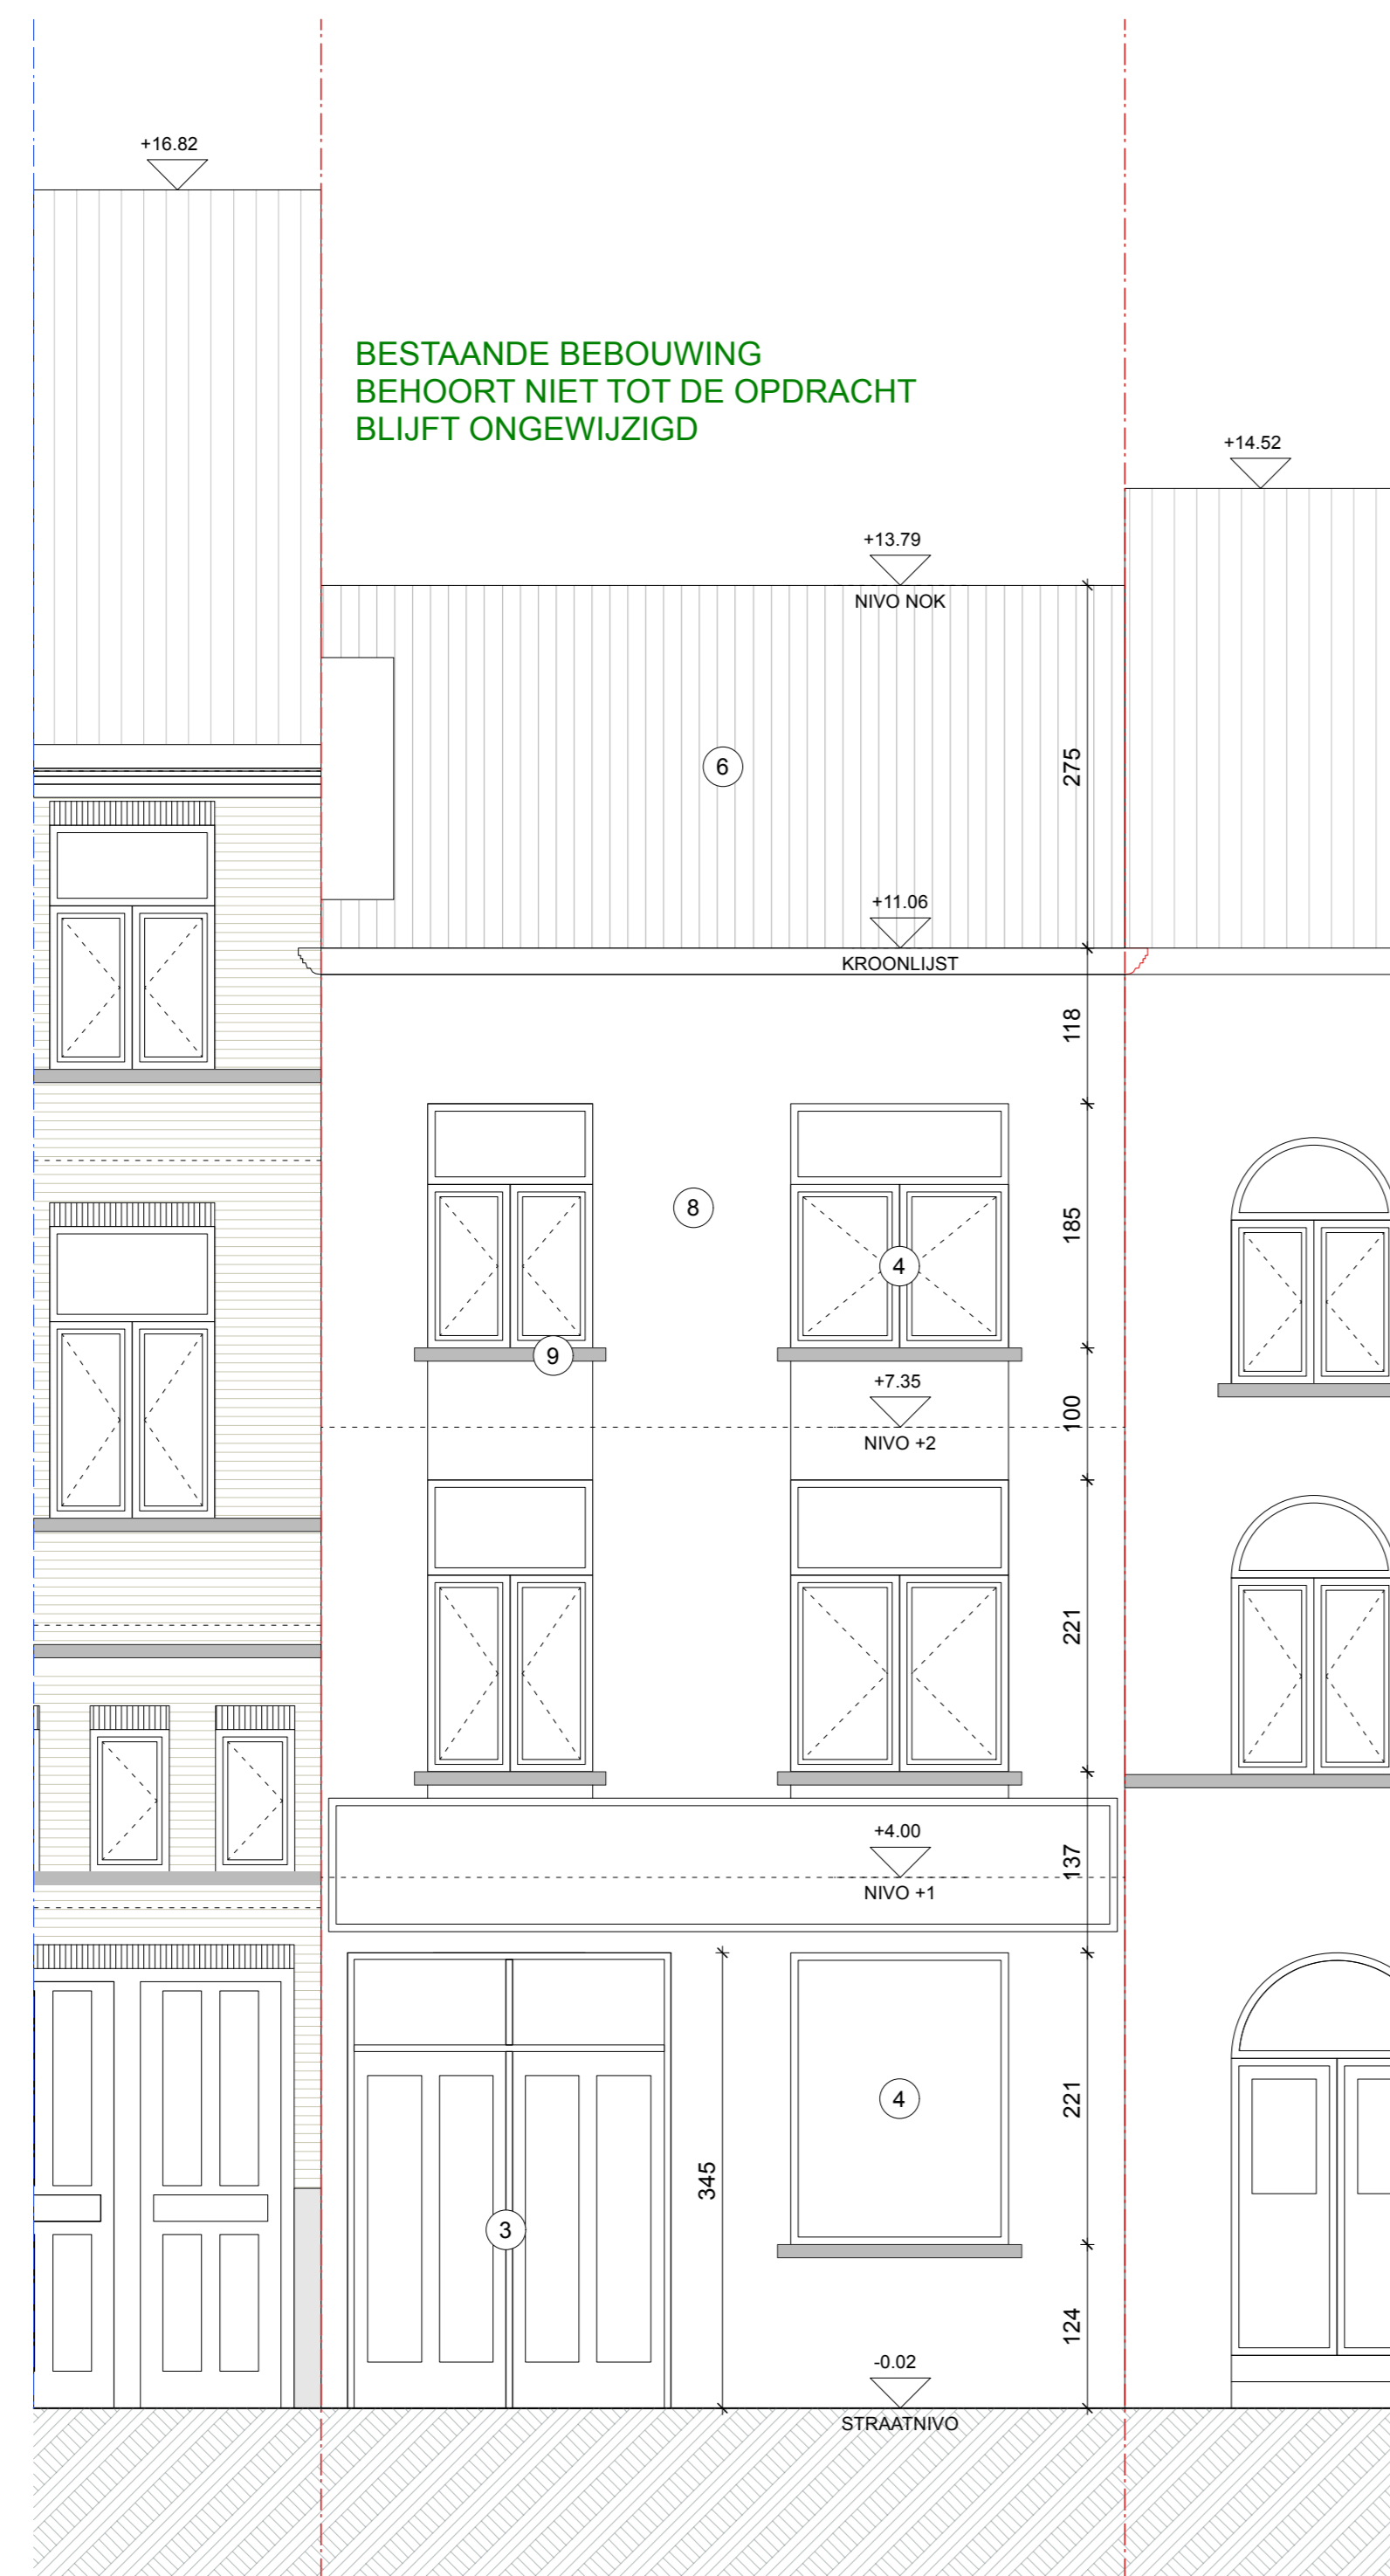 +16.82
BESTAANDE BEBOUWING
BEHOORT NIET TOT DE OPDRACHT
BLIJFT ONGEWIJZIGD
+14.52
+13.79
NIVO NOK
6
275
+11.06
KROONLIJST
118
8
185
4
9
+7.35
100
NIVO +2
221
+4.00
137
NIVO +1
4
221
345
3
124
-0.02
STRAATNIVO